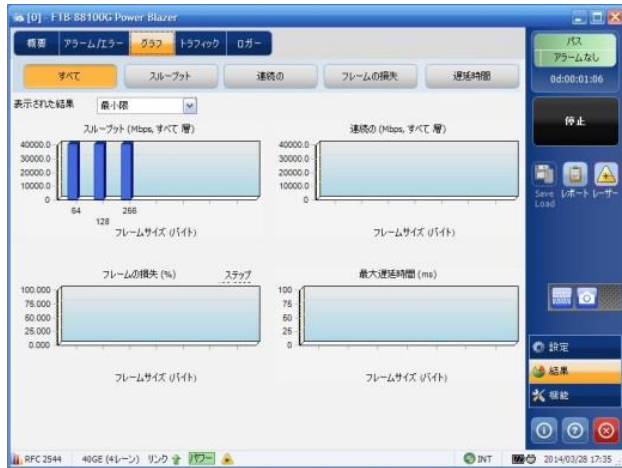 [0] - FTB-88100G Power Blazer
概要 アラーム/エラー グラフ トラフィック ロガー
すべて スループット 連続の フレームの損失 遅延時間
表示された結果 最小限
スループット (Mbps, すべて 層)
40000.0
30000.0
20000.0
10000.0
0
64 128 256
フレームサイズ (バイト)
連続の (Mbps, すべて 層)
40000.0
30000.0
20000.0
10000.0
0
フレームサイズ (バイト)
フレームの損失 (%) ステップ
100.000
75.000
50.000
25.000
0.000
フレームサイズ (バイト)
最大遅延時間 (ms)
100
75
50
25
0
フレームサイズ (バイト)
パス
アラームなし
0d:00:01:06
停止
Save
Load
レポート レーザー
設定
結果
機能
RFC 2544 40GE (4レーン) リンク パワー INT 2014/03/28 17:35